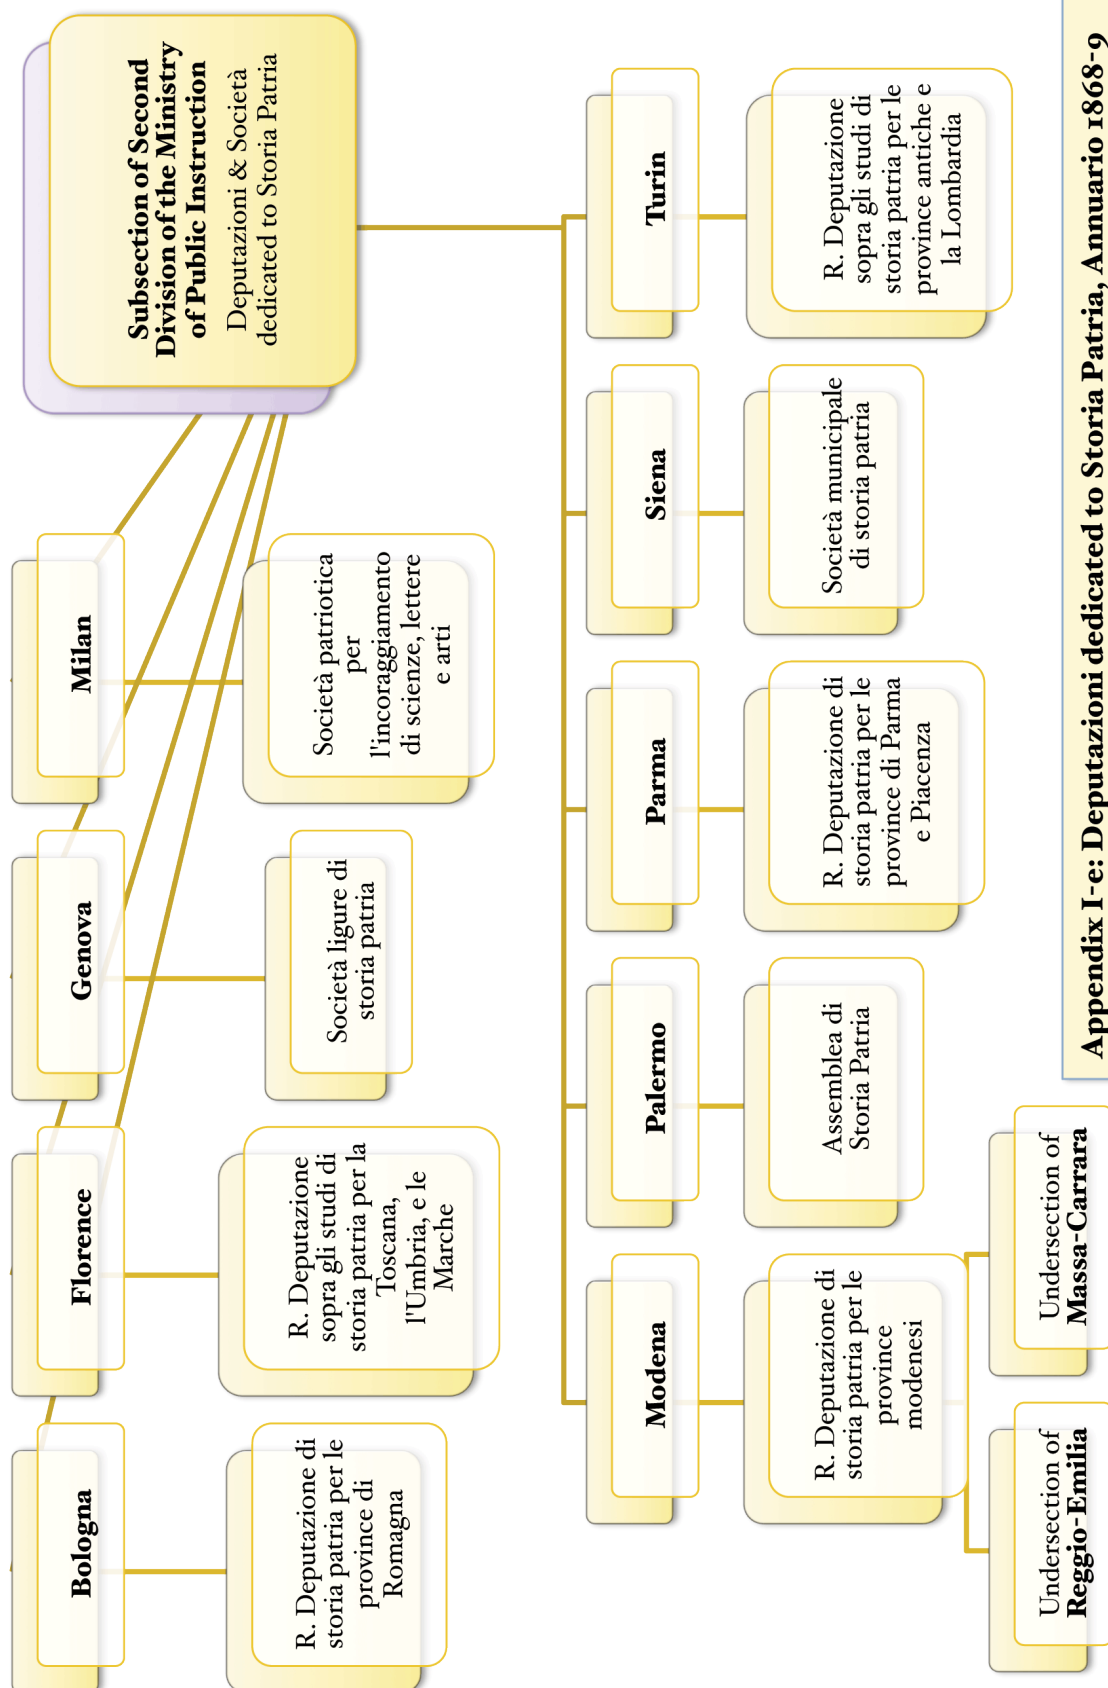 Subsection of Second
Division of the Ministry
of Public Instruction
Deputazioni & Società
dedicated to Storia Patria
Bologna
R. Deputazione di
storia patria per le
province di
Romagna
Florence
R. Deputazione
sopra gli studi di
storia patria per la
Toscana,
l'Umbria, e le
Marche
Genova
Società ligure di
storia patria
Milan
Società patriotica
per
l'incoraggiamento
di scienze, lettere
e arti
Modena
R. Deputazione di
storia patria per le
province
modenesi
Undersection of
Reggio-Emilia
Undersection of
Massa-Carrara
Palermo
Assemblea di
Storia Patria
Parma
R. Deputazione di
storia patria per le
province di Parma
e Piacenza
Siena
Società municipale
di storia patria
Turin
R. Deputazione
sopra gli studi di
storia patria per le
province antiche e
la Lombardia
Appendix I-e: Deputazioni dedicated to Storia Patria, Annuario 1868-9